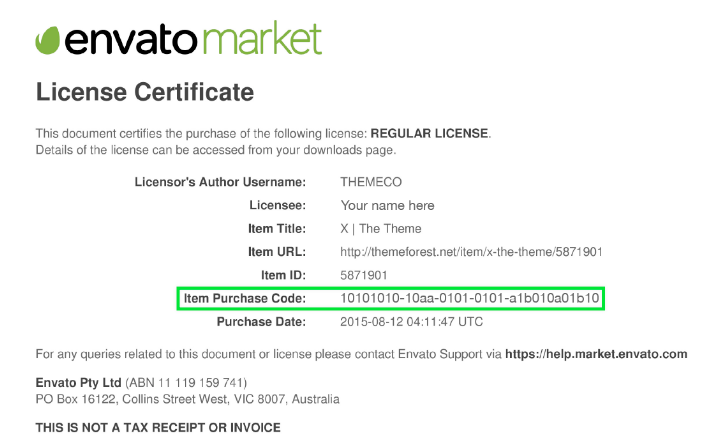 envatomarket
License Certificate
This document certifies the purchase of the following license: REGULAR LICENSE.
Details of the license can be accessed from your downloads page.
Licensor's Author Username: THEMECO
Licensee: Your name here
Item Title: X | The Theme
Item URL: http://themeforest.net/item/x-the-theme/5871901
Item ID: 5871901
Item Purchase Code: 10101010-10aa-0101-0101-a1b010a01b10
Purchase Date: 2015-08-12 04:11:47 UTC
For any queries related to this document or license please contact Envato Support via https://help.market.envato.com
Envato Pty Ltd (ABN 11 119 159 741)
PO Box 16122, Collins Street West, VIC 8007, Australia
THIS IS NOT A TAX RECEIPT OR INVOICE